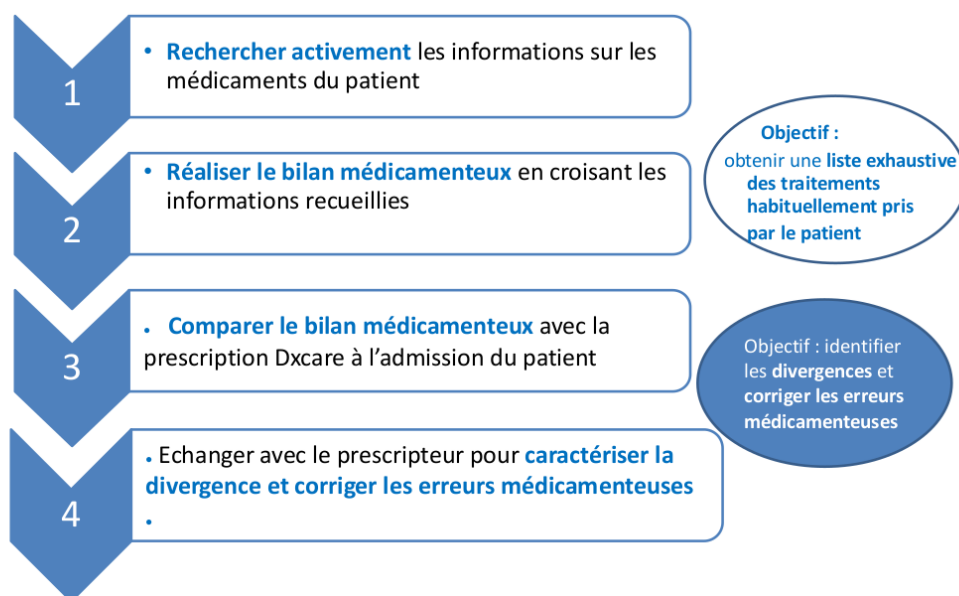 1
• Rechercher activement les informations sur les
médicaments du patient
2
• Réaliser le bilan médicamenteux en croisant les
informations recueillies
Objectif :
obtenir une liste exhaustive
des traitements
habituellement pris
par le patient
3
. Comparer le bilan médicamenteux avec la
prescription Dxcare à l’admission du patient
Objectif : identifier
les divergences et
corriger les erreurs
médicamenteuses
4
. Echanger avec le prescripteur pour caractériser la
divergence et corriger les erreurs médicamenteuses
.